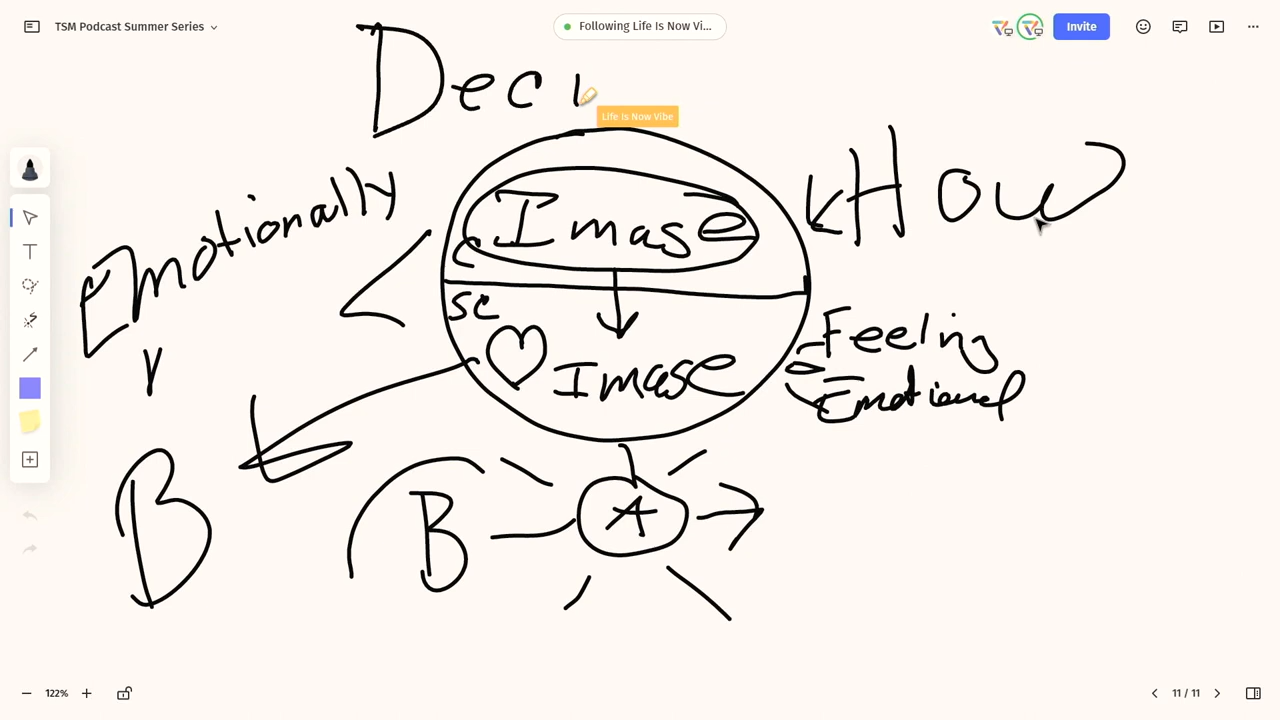 TSM Podcast Summer Series
Following Life Is Now Vi...
Invite
Deci
Life Is Now Vibe
Emotionally
Image
HOW
C
SC
Image
Feeling
Emotional
B
B
A
122%
11 / 11